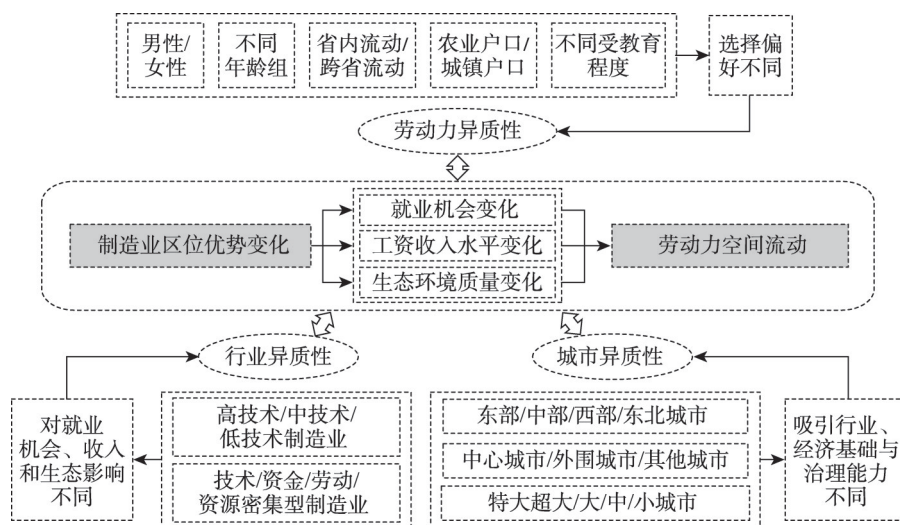 男性/
女性
不同
年龄组
省内流动/
跨省流动
农业户口/
城镇户口
不同受教育
程度
选择偏
好不同
劳动力异质性
制造业区位优势变化
就业机会变化
工资收入水平变化
生态环境质量变化
劳动力空间流动
行业异质性
城市异质性
对就业
机会、收入
和生态影响
不同
高技术/中技术/
低技术制造业
技术/资金/劳动/
资源密集型制造业
东部/中部/西部/东北城市
中心城市/外围城市/其他城市
特大超大/大/中/小城市
吸引行业、
经济基础与
治理能力
不同